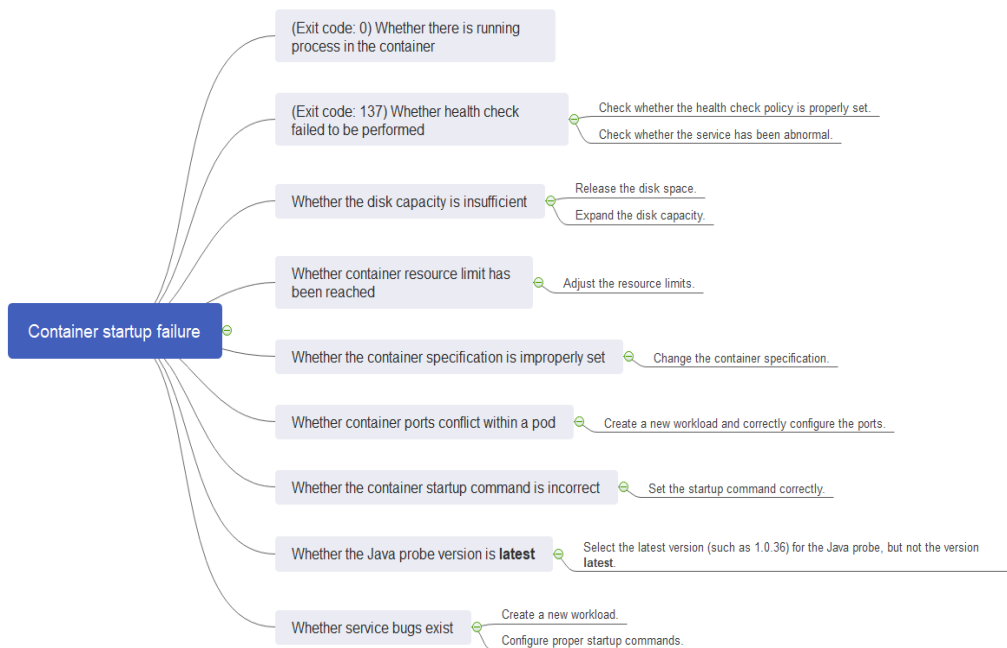 (Exit code: 0) Whether there is running
process in the container
(Exit code: 137) Whether health check
failed to be performed
Check whether the health check policy is properly set.
Check whether the service has been abnormal.
Whether the disk capacity is insufficient
Release the disk space.
Expand the disk capacity.
Whether container resource limit has
been reached
Adjust the resource limits.
Container startup failure
Whether the container specification is improperly set
Change the container specification.
Whether container ports conflict within a pod
Create a new workload and correctly configure the ports.
Whether the container startup command is incorrect
Set the startup command correctly.
Whether the Java probe version is latest
Select the latest version (such as 1.0.36) for the Java probe, but not the version
latest.
Whether service bugs exist
Create a new workload.
Configure proper startup commands.